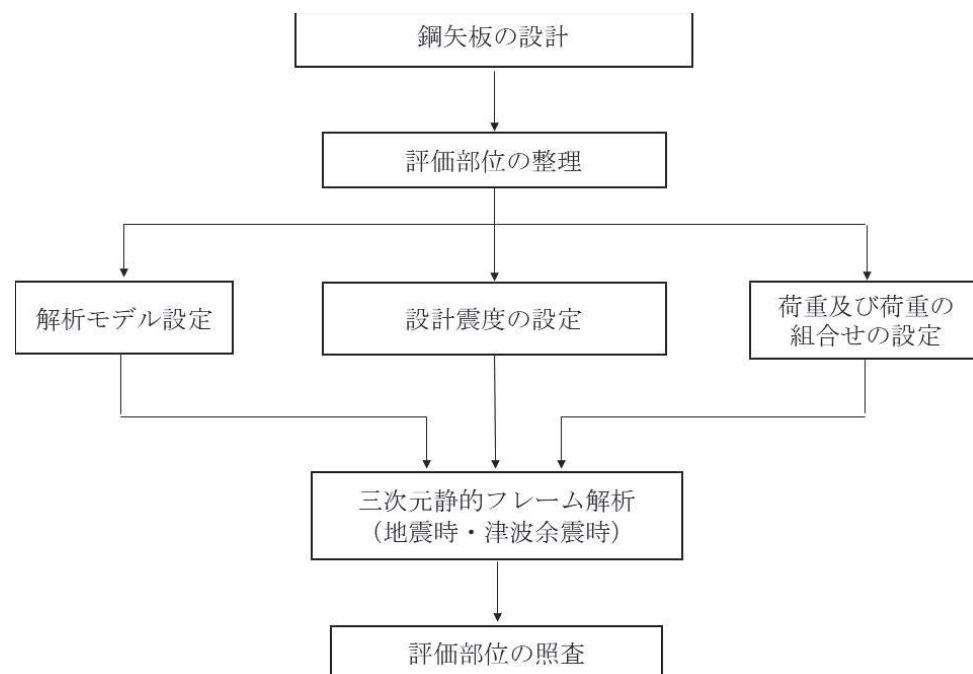 鋼矢板の設計
評価部位の整理
解析モデル設定
設計震度の設定
荷重及び荷重の
組合せの設定
三次元静的フレーム解析
（地震時・津波余震時）
評価部位の照査